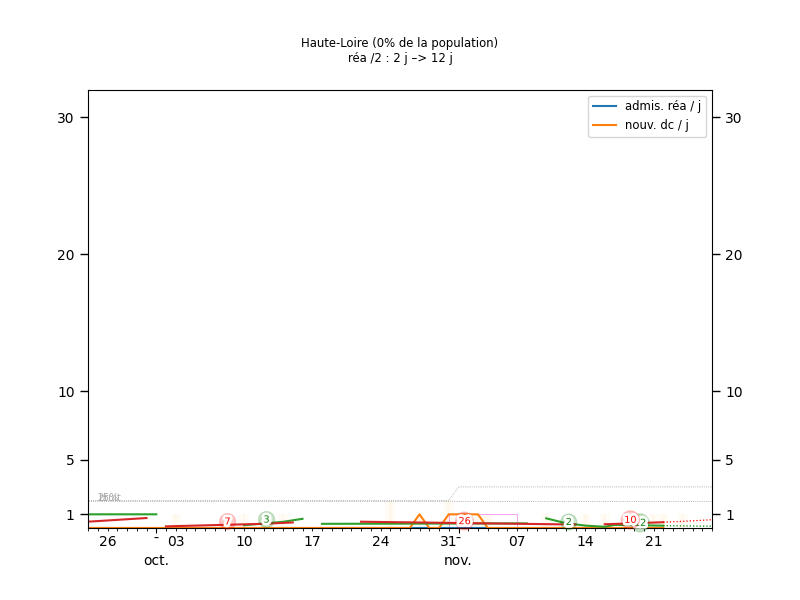 Haute-Loire (0% de la population)
réa /2 : 2 j –> 12 j
admis. réa / j
nouv. dc / j
30 30
20 20
10 10
5 5
1 1
7 3 26 2 10 2
26 - 03 10 17 24 31 - 07 14 21
oct. nov.